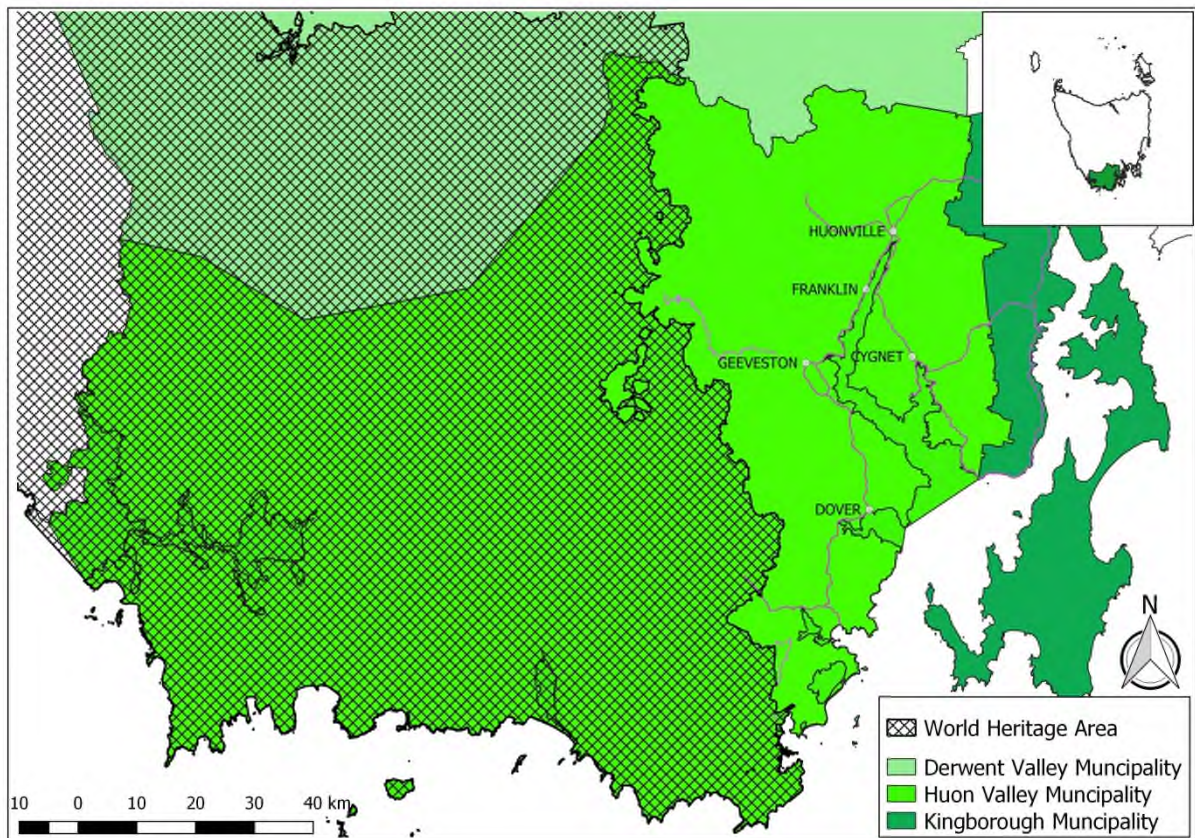 HUONVILLE
FRANKLIN
GEEVESTON
CYGNET
DOVER
N
World Heritage Area
Derwent Valley Muncipality
Huon Valley Muncipality
Kingborough Muncipality
10 0 10 20 30 40 km